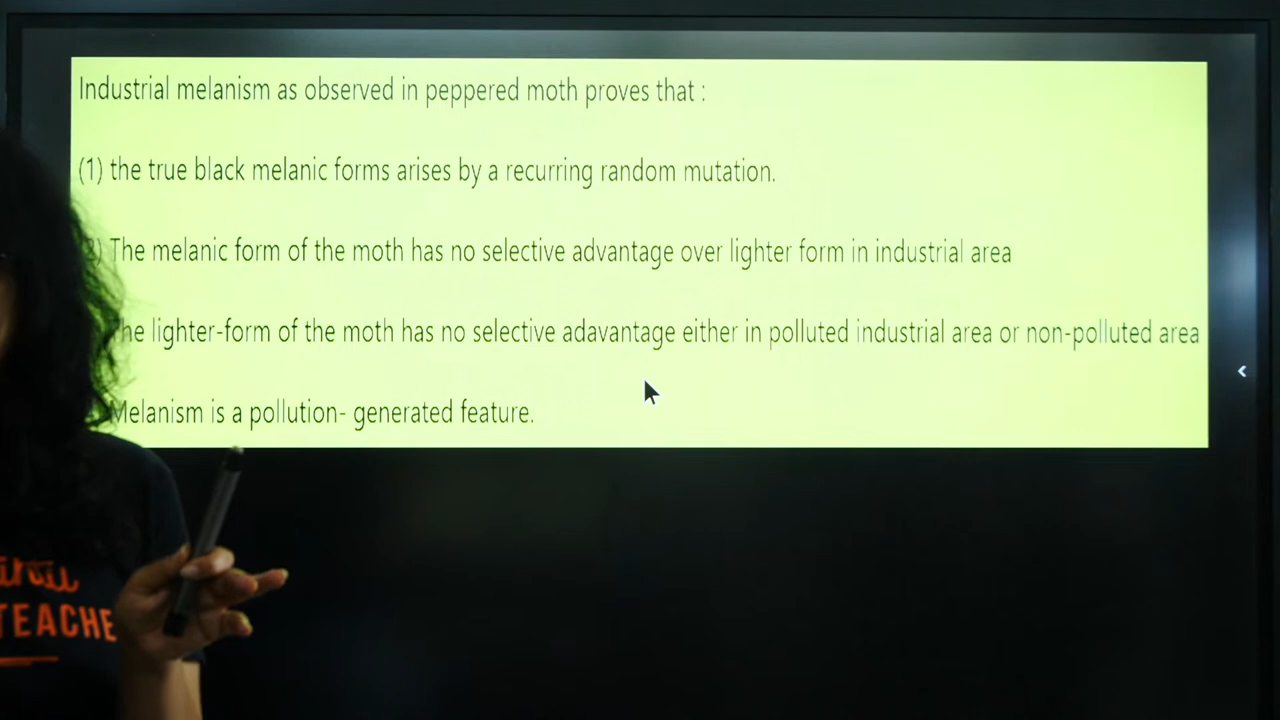 Industrial melanism as observed in peppered moth proves that :
(1) the true black melanic forms arises by a recurring random mutation.
2) The melanic form of the moth has no selective advantage over lighter form in industrial area
The lighter-form of the moth has no selective adavantage either in polluted industrial area or non-polluted area
Melanism is a pollution- generated feature.
TEACHE